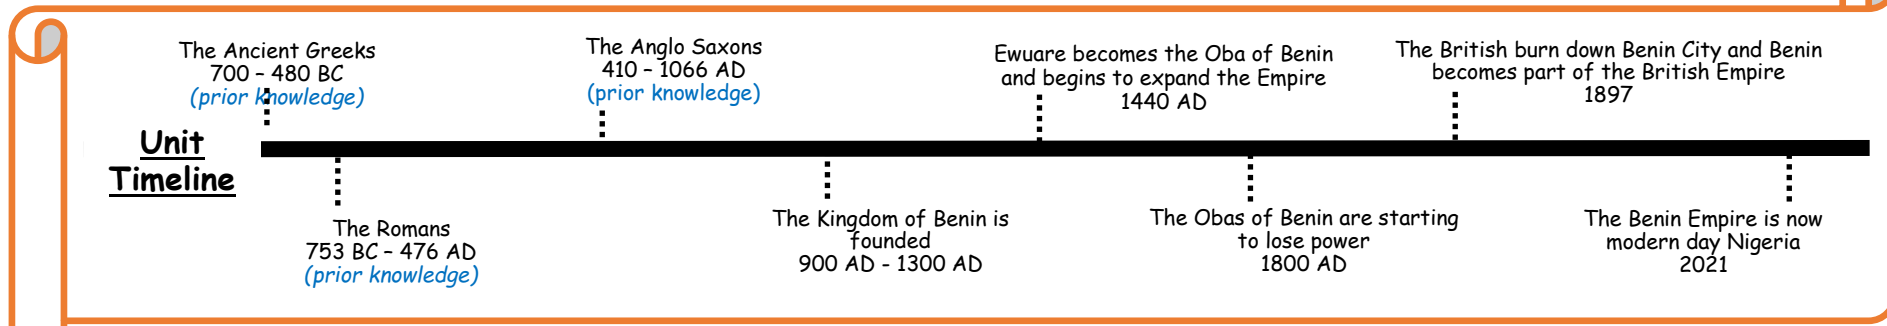 Unit
Timeline
The Ancient Greeks
700 – 480 BC
(prior knowledge)
The Romans
753 BC – 476 AD
(prior knowledge)
The Anglo Saxons
410 – 1066 AD
(prior knowledge)
The Kingdom of Benin is
founded
900 AD - 1300 AD
Ewuare becomes the Oba of Benin
and begins to expand the Empire
1440 AD
The Obas of Benin are starting
to lose power
1800 AD
The British burn down Benin City and Benin
becomes part of the British Empire
1897
The Benin Empire is now
modern day Nigeria
2021